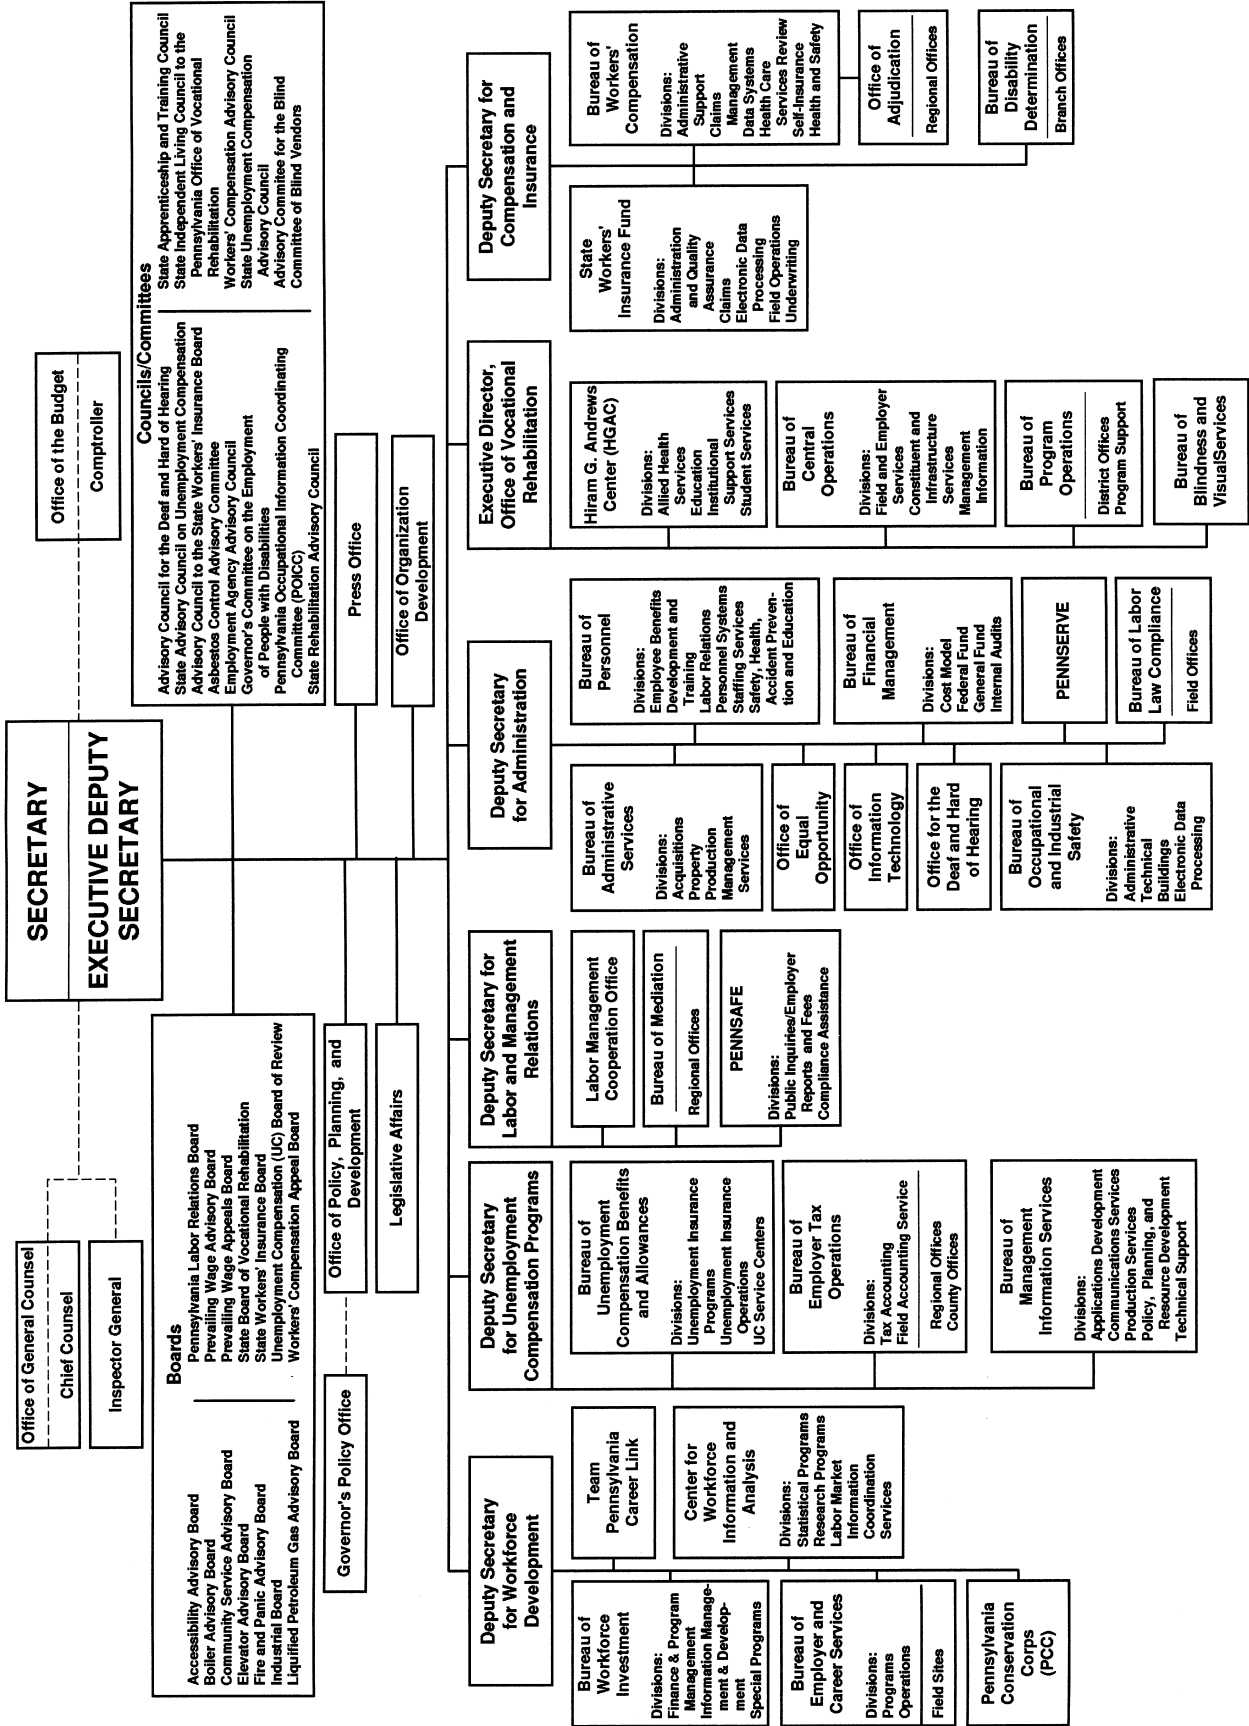 SECRETARY
EXECUTIVE DEPUTY
SECRETARY
Office of General Counsel
Chief Counsel
Inspector General
Office of the Budget
Comptroller
Boards
Accessibility Advisory Board
Boiler Advisory Board
Community Service Advisory Board
Elevator Advisory Board
Fire and Panic Advisory Board
Industrial Board
Liquified Petroleum Gas Advisory Board
Pennsylvania Labor Relations Board
Prevailing Wage Advisory Board
Prevailing Wage Appeals Board
State Board of Vocational Rehabilitation
State Workers' Insurance Board
Unemployment Compensation (UC) Board of Review
Workers' Compensation Appeal Board
Councils/Committees
Advisory Council for the Deaf and Hard of Hearing
State Advisory Council on Unemployment Compensation
Advisory Council to the State Workers' Insurance Board
Asbestos Control Advisory Committee
Employment Agency Advisory Council
Governor's Committee on the Employment
of People with Disabilities
Pennsylvania Occupational Information Coordinating
Committee (POICC)
State Rehabilitation Advisory Council
State Apprenticeship and Training Council
State Independent Living Council to the
Pennsylvania Office of Vocational
Rehabilitation
Workers' Compensation Advisory Council
State Unemployment Compensation
Advisory Council
Advisory Commitee for the Blind
Committee of Blind Vendors
Governor's Policy Office
Office of Policy, Planning, and
Development
Legislative Affairs
Press Office
Office of Organization
Development
Deputy Secretary
for Workforce
Development
Bureau of
Workforce
Investment
Divisions:
Finance & Program
Management
Information Manage-
ment & Develop-
ment
Special Programs
Bureau of
Employer and
Career Services
Divisions:
Programs
Operations
Field Sites
Pennsylvania
Conservation
Corps
(PCC)
Team
Pennsylvania
Career Link
Center for
Workforce
Information and
Analysis
Divisions:
Statistical Programs
Research Programs
Labor Market
Information
Coordination
Services
Deputy Secretary
for Unemployment
Compensation Programs
Bureau of
Unemployment
Compensation Benefits
and Allowances
Divisions:
Unemployment Insurance
Programs
Unemployment Insurance
Operations
UC Service Centers
Bureau of
Employer Tax
Operations
Divisions:
Tax Accounting
Field Accounting Service
Regional Offices
County Offices
Bureau of
Management
Information Services
Divisions:
Applications Development
Communications Services
Production Services
Policy, Planning, and
Resource Development
Technical Support
Deputy Secretary for
Labor and Management
Relations
Labor Management
Cooperation Office
Bureau of Mediation
Regional Offices
PENNSAFE
Divisions:
Public Inquiries/Employer
Reports and Fees
Compliance Assistance
Deputy Secretary
for Administration
Bureau of
Administrative
Services
Divisions:
Acquisitions
Property
Production
Management
Services
Office of
Equal
Opportunity
Office of
Information
Technology
Office for the
Deaf and Hard
of Hearing
Bureau of
Occupational
and Industrial
Safety
Divisions:
Administrative
Technical
Buildings
Electronic Data
Processing
Bureau of
Personnel
Divisions:
Employee Benefits
Development and
Training
Labor Relations
Personnel Systems
Staffing Services
Safety, Health,
Accident Preven-
tion and Education
Bureau of
Financial
Management
Divisions:
Cost Model
Federal Fund
General Fund
Internal Audits
PENNSERVE
Bureau of Labor
Law Compliance
Field Offices
Executive Director,
Office of Vocational
Rehabilitation
Hiram G. Andrews
Center (HGAC)
Divisions:
Allied Health
Services
Education
Institutional
Support Services
Student Services
Bureau of
Central
Operations
Divisions:
Field and Employer
Services
Constituent and
Infrastructure
Services
Management
Information
Bureau of
Program
Operations
District Offices
Program Support
Bureau of
Blindness and
VisualServices
Deputy Secretary for
Compensation and
Insurance
State
Workers'
Insurance Fund
Divisions:
Administration
and Quality
Assurance
Claims
Electronic Data
Processing
Field Operations
Underwriting
Bureau of
Workers'
Compensation
Divisions:
Administrative
Support
Claims
Management
Data Systems
Health Care
Services Review
Self-Insurance
Health and Safety
Office of
Adjudication
Regional Offices
Bureau of
Disability
Determination
Branch Offices